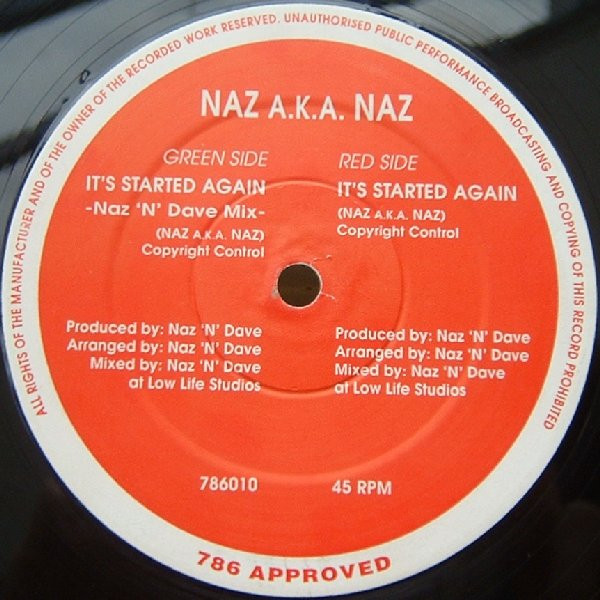 ALL RIGHTS OF THE MANUFACTURER AND OF THE OWNER OF THE RECORDED WORK RESERVED. UNAUTHORISED PUBLIC PERFORMANCE BROADCASTING AND COPYING OF THIS RECORD PROHIBITED
NAZ A.K.A. NAZ
GREEN SIDE
IT'S STARTED AGAIN
-Naz 'N' Dave Mix-
(NAZ A.K.A. NAZ)
Copyright Control
RED SIDE
IT'S STARTED AGAIN
(NAZ A.K.A. NAZ)
Copyright Control
Produced by: Naz 'N' Dave
Arranged by: Naz 'N' Dave
Mixed by: Naz 'N' Dave
at Low Life Studios
Produced by: Naz 'N' Dave
Arranged by: Naz 'N' Dave
Mixed by: Naz 'N' Dave
at Low Life Studios
786010
45 RPM
786 APPROVED